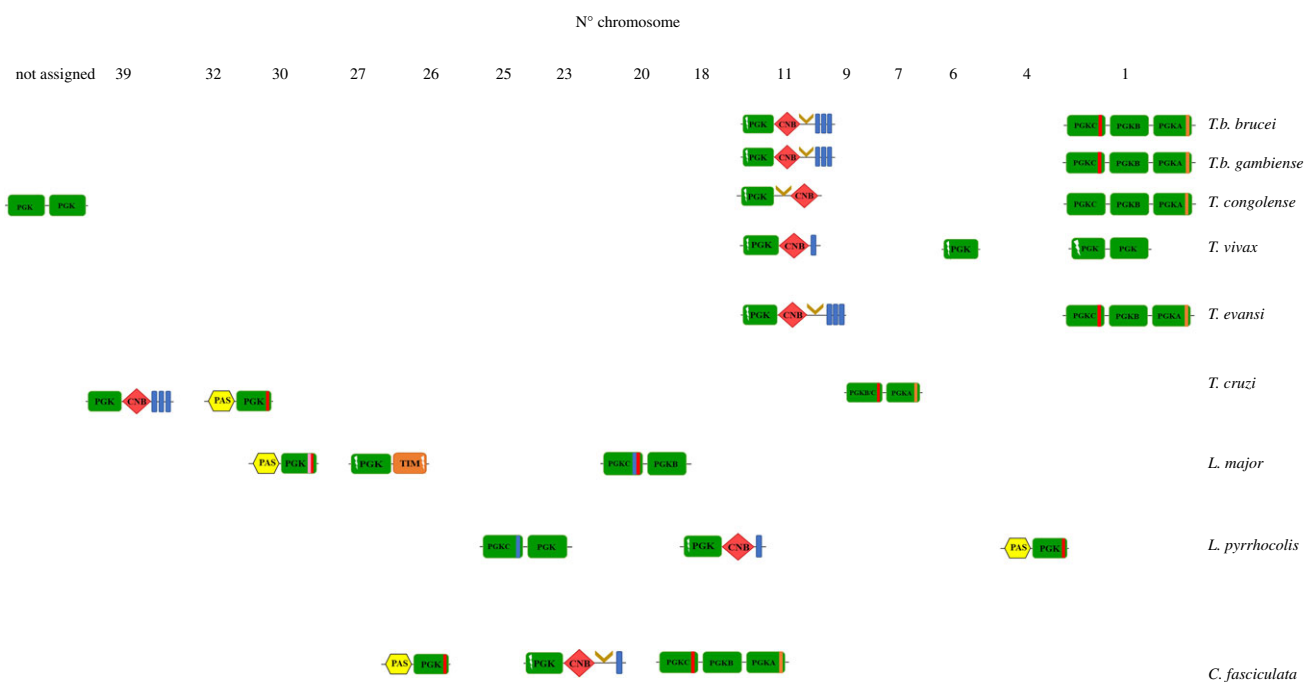 N° chromosome
not assigned 39 32 30 27 26 25 23 20 18 11 9 7 6 4 1
PGK CNB PGKC PGKB PGKA T.b. brucei
PGK CNB PGKC PGKB PGKA T.b. gambiense
PGK PGK PGK CNB PGKC PGKB PGKA T. congolense
PGK CNB PGK PGK PGK T. vivax
PGK CNB PGKC PGKB PGKA T. evansi
PGK CNB PAS PGK PGKB/C PGKA T. cruzi
PAS PGK PGK TIM PGKC PGKB L. major
PGKC PGK PGK CNB PAS PGK L. pyrrhocolis
PAS PGK PGK CNB PGKC PGKB PGKA C. fasciculata